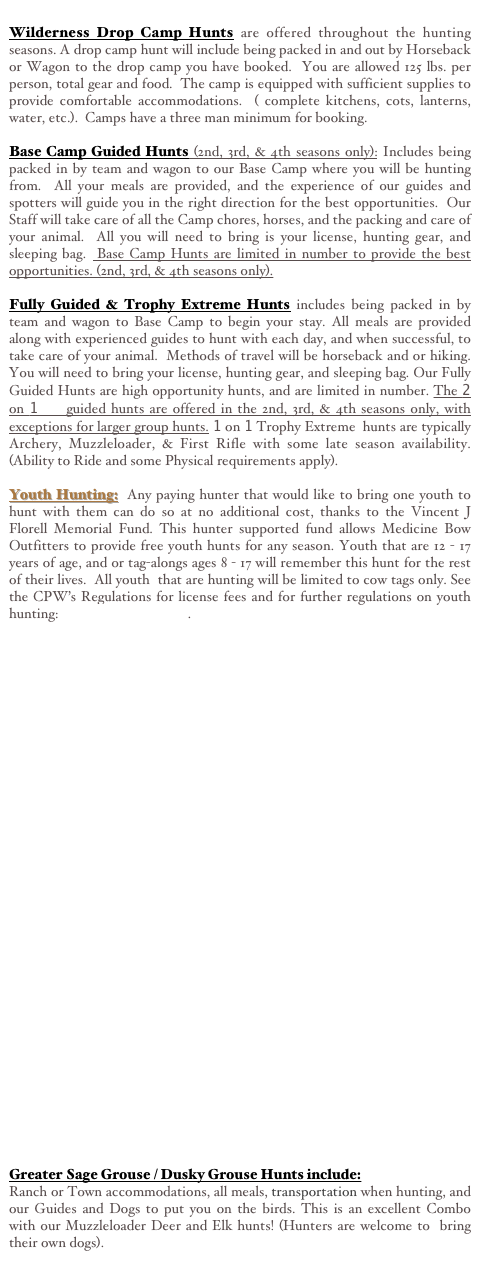 Wilderness Drop Camp Hunts are offered throughout the hunting
seasons. A drop camp hunt will include being packed in and out by Horseback
or Wagon to the drop camp you have booked. You are allowed 125 lbs. per
person, total gear and food. The camp is equipped with sufficient supplies to
provide comfortable accommodations. ( complete kitchens, cots, lanterns,
water, etc.). Camps have a three man minimum for booking.
Base Camp Guided Hunts (2nd, 3rd, & 4th seasons only): Includes being
packed in by team and wagon to our Base Camp where you will be hunting
from. All your meals are provided, and the experience of our guides and
spotters will guide you in the right direction for the best opportunities. Our
Staff will take care of all the Camp chores, horses, and the packing and care of
your animal. All you will need to bring is your license, hunting gear, and
sleeping bag. Base Camp Hunts are limited in number to provide the best
opportunities. (2nd, 3rd, & 4th seasons only).
Fully Guided & Trophy Extreme Hunts includes being packed in by
team and wagon to Base Camp to begin your stay. All meals are provided
along with experienced guides to hunt with each day, and when successful, to
take care of your animal. Methods of travel will be horseback and or hiking.
You will need to bring your license, hunting gear, and sleeping bag. Our Fully
Guided Hunts are high opportunity hunts, and are limited in number. The 2
on 1 guided hunts are offered in the 2nd, 3rd, & 4th seasons only, with
exceptions for larger group hunts. 1 on 1 Trophy Extreme hunts are typically
Archery, Muzzleloader, & First Rifle with some late season availability.
(Ability to Ride and some Physical requirements apply).
Youth Hunting: Any paying hunter that would like to bring one youth to
hunt with them can do so at no additional cost, thanks to the Vincent J
Florell Memorial Fund. This hunter supported fund allows Medicine Bow
Outfitters to provide free youth hunts for any season. Youth that are 12 - 17
years of age, and or tag-alongs ages 8 - 17 will remember this hunt for the rest
of their lives. All youth that are hunting will be limited to cow tags only. See
the CPW's Regulations for license fees and for further regulations on youth
hunting: .
Greater Sage Grouse / Dusky Grouse Hunts include:
Ranch or Town accommodations, all meals, transportation when hunting, and
our Guides and Dogs to put you on the birds. This is an excellent Combo
with our Muzzleloader Deer and Elk hunts! (Hunters are welcome to bring
their own dogs).